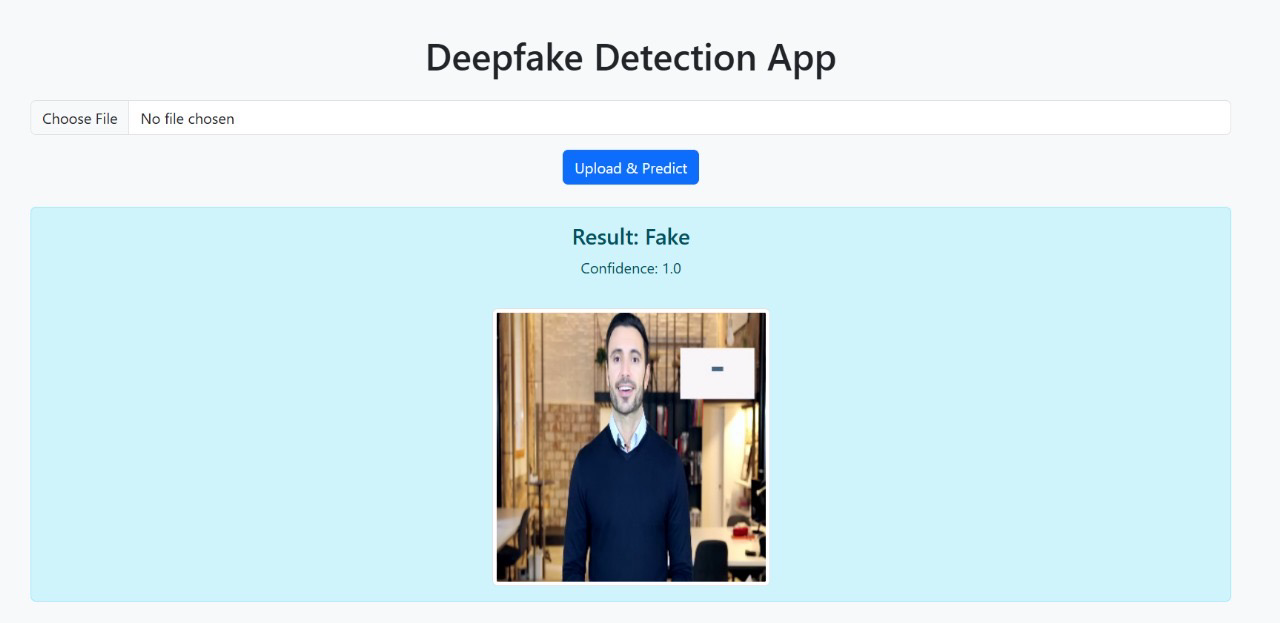 Deepfake Detection App
Choose File No file chosen
Upload & Predict
Result: Fake
Confidence: 1.0